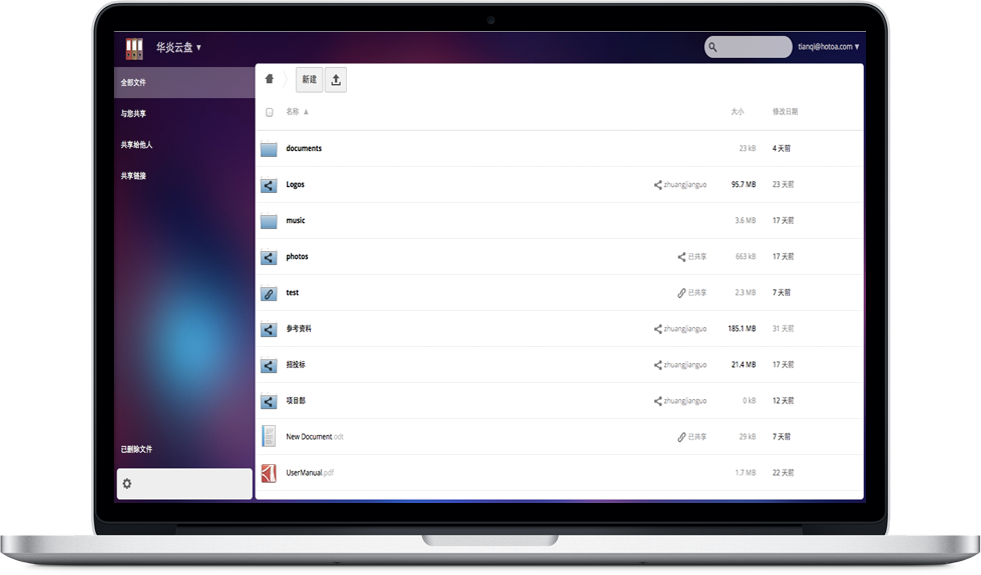 华炎云盘 ▼
tianqi@hotoa.com ▼
全部文件
与您共享
共享给他人
共享链接
已删除文件
新建
名称 ▲ 大小 修改日期
documents 23 kB 4 天前
Logos zhuangjianguo 95.7 MB 23 天前
music 3.6 MB 17 天前
photos 已共享 663 kB 17 天前
test 已共享 2.3 MB 7 天前
参考资料 zhuangjianguo 185.1 MB 31 天前
招投标 zhuangjianguo 21.4 MB 17 天前
项目部 zhuangjianguo 0 kB 12 天前
New Document.odt 已共享 29 kB 7 天前
UserManual.pdf 1.7 MB 22 天前